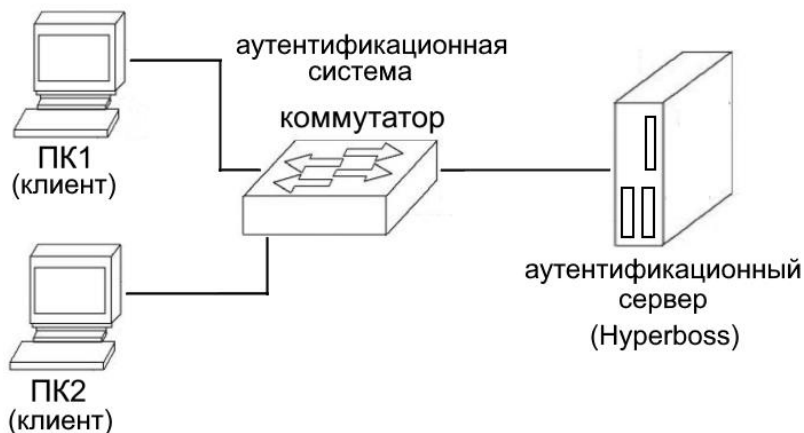 аутентификационная
система
коммутатор
ПК1
(клиент)
аутентификационный
сервер
(Hyperboss)
ПК2
(клиент)